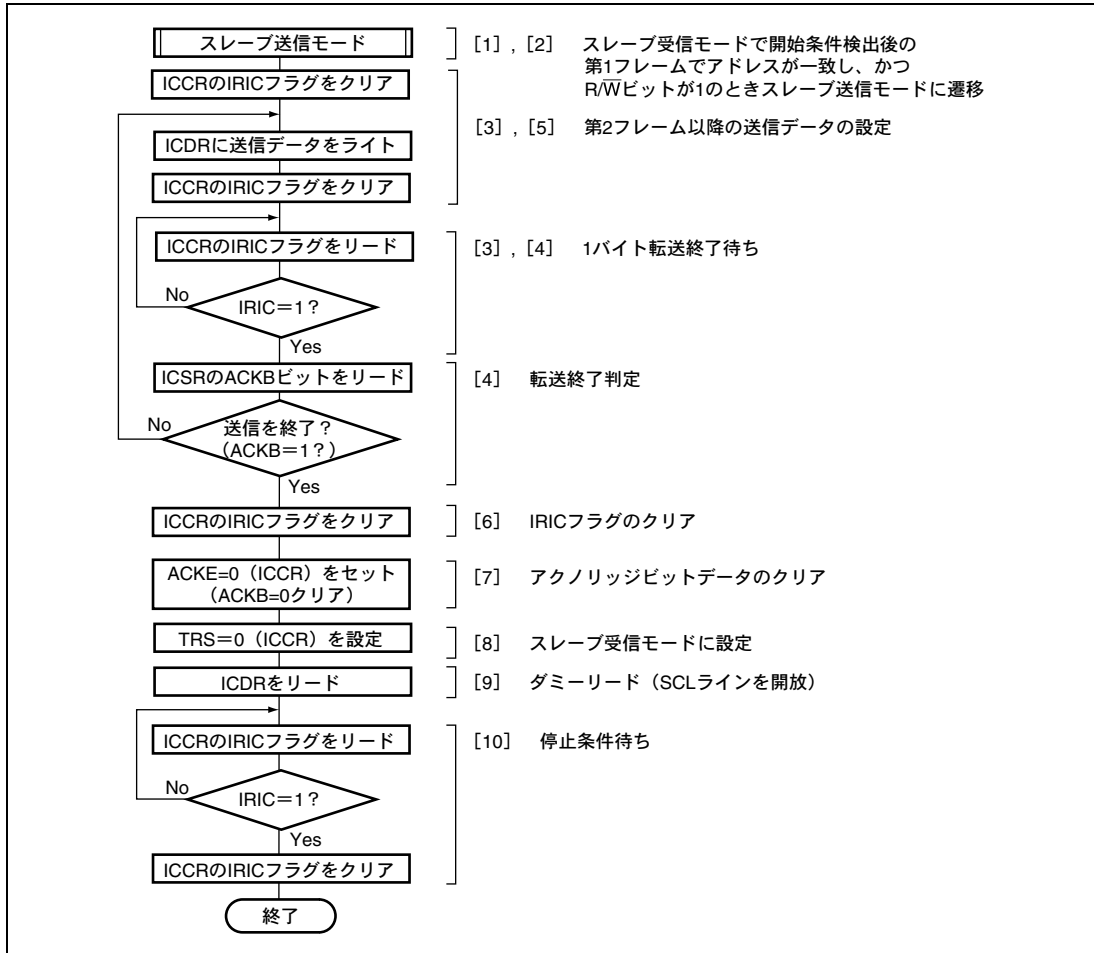 スレーブ送信モード
[1] , [2] スレーブ受信モードで開始条件検出後の
第1フレームでアドレスが一致し、かつ
R/W̅ビットが1のときスレーブ送信モードに遷移
ICCRのIRICフラグをクリア
[3] , [5] 第2フレーム以降の送信データの設定
ICDRに送信データをライト
ICCRのIRICフラグをクリア
ICCRのIRICフラグをリード
[3] , [4] 1バイト転送終了待ち
No
IRIC=1?
Yes
ICSRのACKBビットをリード
[4] 転送終了判定
No
送信を終了?
(ACKB=1?)
Yes
ICCRのIRICフラグをクリア
[6] IRICフラグのクリア
ACKE=0(ICCR)をセット
(ACKB=0クリア)
[7] アクノリッジビットデータのクリア
TRS=0(ICCR)を設定
[8] スレーブ受信モードに設定
ICDRをリード
[9] ダミーリード(SCLラインを開放)
ICCRのIRICフラグをリード
[10] 停止条件待ち
No
IRIC=1?
Yes
ICCRのIRICフラグをクリア
終了